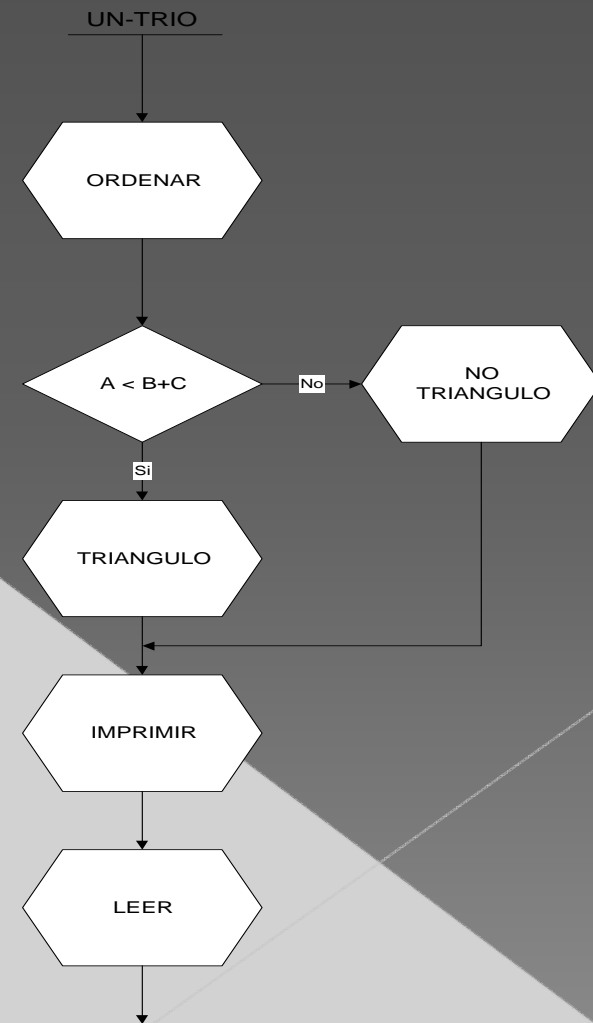 UN-TRIO
ORDENAR
A < B+C
No
NO
TRIANGULO
Si
TRIANGULO
IMPRIMIR
LEER